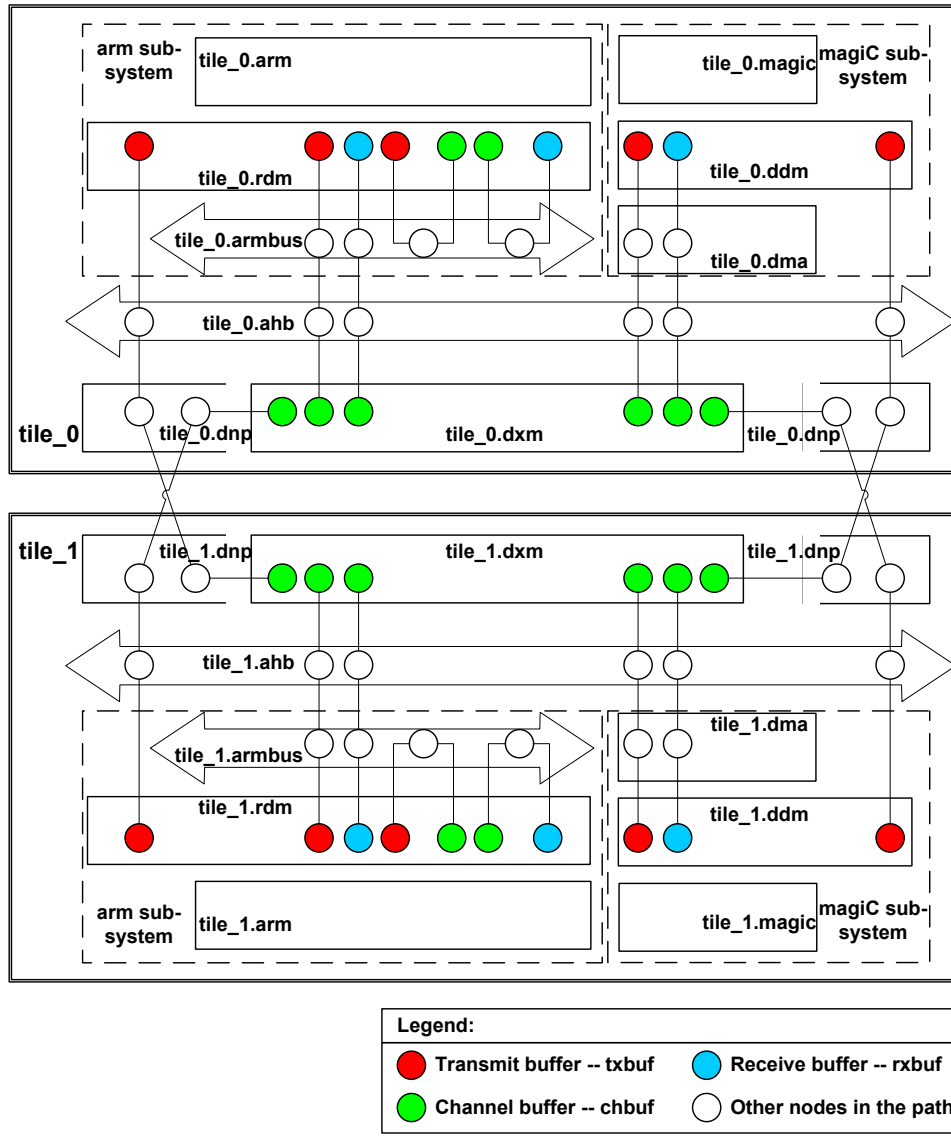 arm sub-
system
tile_0.arm
tile_0.magic
magiC sub-
system
tile_0.rdm
tile_0.ddm
tile_0.armbus
tile_0.dma
tile_0.ahb
tile_0
tile_0.dnp
tile_0.dxm
tile_0.dnp
tile_1
tile_1.dnp
tile_1.dxm
tile_1.dnp
tile_1.ahb
tile_1.armbus
tile_1.dma
tile_1.rdm
tile_1.ddm
arm sub-
system
tile_1.arm
tile_1.magic
magiC sub-
system
Legend:
Transmit buffer -- txbuf
Receive buffer -- rxbuf
Channel buffer -- chbuf
Other nodes in the path